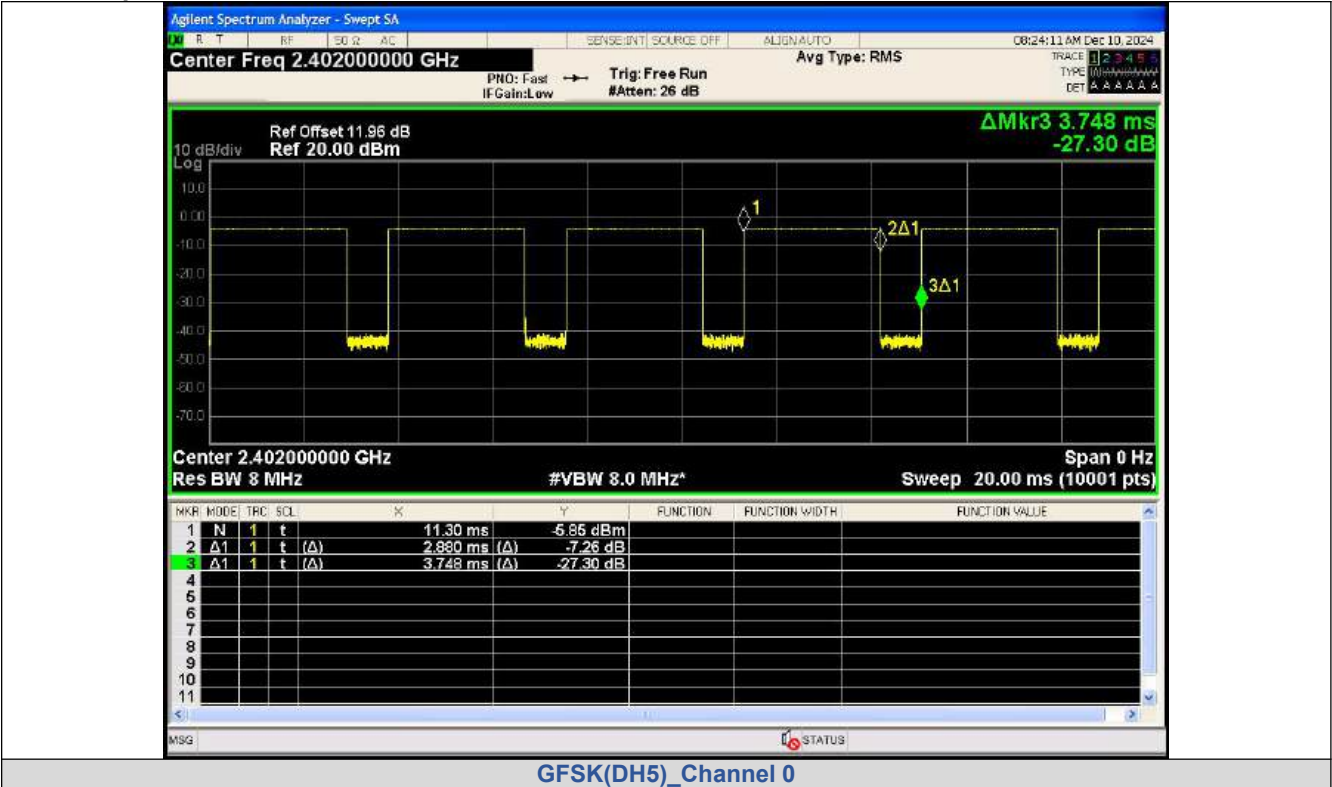 Agilent Spectrum Analyzer - Swept SA
R T RF 50 Ω AC SENSE:INT SOURCE OFF ALIGN AUTO 08:24:11 AM Dec 10, 2024
Center Freq 2.402000000 GHz Avg Type: RMS TRACE 1 2 3 4 5 6
PNO: Fast Trig: Free Run TYPE
IFGain:Low #Atten: 26 dB DET A A A A A A
ΔMkr3 3.748 ms
-27.30 dB
Ref Offset 11.96 dB
10 dB/div Ref 20.00 dBm
Log
10.0
0.00
-10.0
-20.0
-30.0
-40.0
-50.0
-60.0
-70.0
1
2Δ1
3Δ1
Center 2.402000000 GHz Span 0 Hz
Res BW 8 MHz #VBW 8.0 MHz* Sweep 20.00 ms (10001 pts)
MKR MODE TRC SCL X Y FUNCTION FUNCTION WIDTH FUNCTION VALUE
1 N 1 t 11.30 ms -5.85 dBm
2 Δ1 1 t (Δ) 2.880 ms (Δ) -7.26 dB
3 Δ1 1 t (Δ) 3.748 ms (Δ) -27.30 dB
4
5
6
7
8
9
10
11
MSG STATUS
GFSK(DH5)_Channel 0